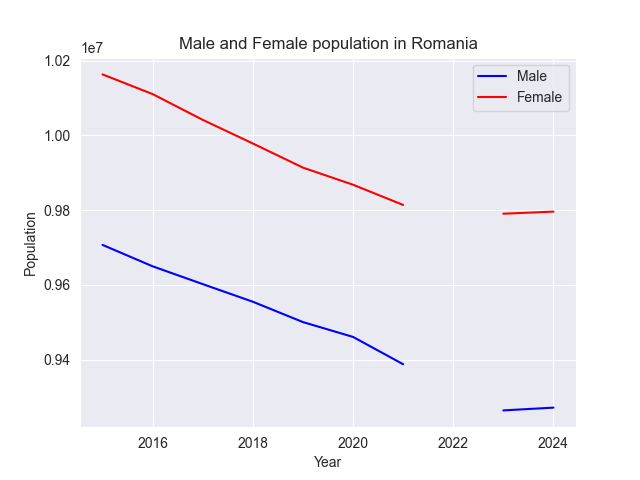 Male and Female population in Romania
1e7
1.02
1.00
0.98
0.96
0.94
Population
Male
Female
2016
2018
2020
2022
2024
Year